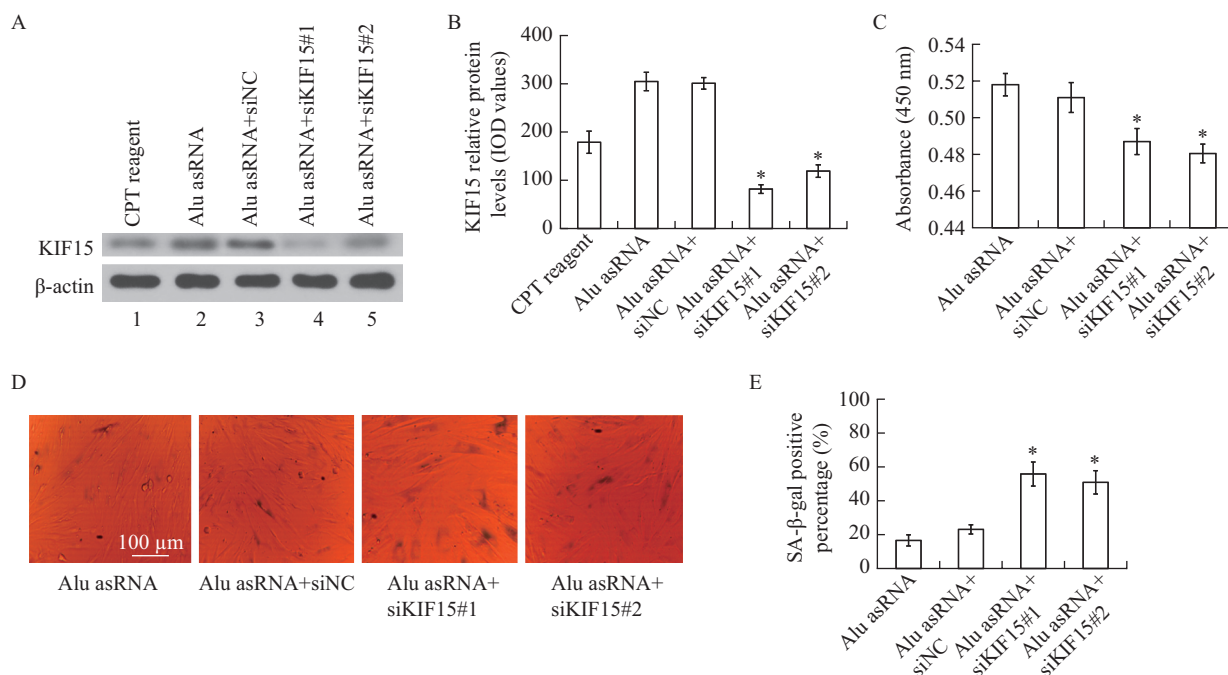 A
CPT reagent
Alu asRNA
Alu asRNA+siNC
Alu asRNA+siKIF15#1
Alu asRNA+siKIF15#2
KIF15
β-actin
1 2 3 4 5
B
KIF15 relative protein
levels (IOD values)
400
300
200
100
0
*
*
CPT reagent
Alu asRNA
Alu asRNA+
siNC
Alu asRNA+
siKIF15#1
Alu asRNA+
siKIF15#2
C
Absorbance (450 nm)
0.54
0.52
0.50
0.48
0.46
0.44
*
*
Alu asRNA
Alu asRNA+
siNC
Alu asRNA+
siKIF15#1
Alu asRNA+
siKIF15#2
D
100 μm
Alu asRNA
Alu asRNA+siNC
Alu asRNA+
siKIF15#1
Alu asRNA+
siKIF15#2
E
SA-β-gal positive
percentage (%)
100
80
60
40
20
0
*
*
Alu asRNA
Alu asRNA+
siNC
Alu asRNA+
siKIF15#1
Alu asRNA+
siKIF15#2